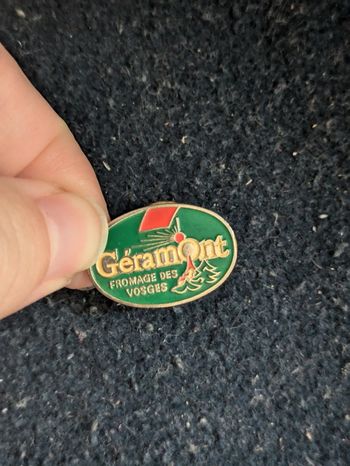 Géramont
FROMAGE DES
VOSGES